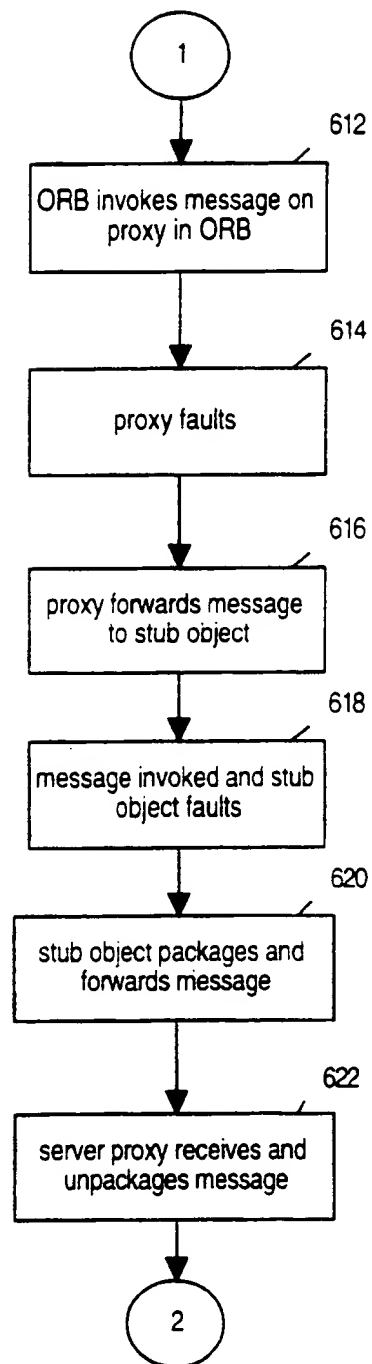 1
612
ORB invokes message on
proxy in ORB
614
proxy faults
616
proxy forwards message
to stub object
618
message invoked and stub
object faults
620
stub object packages and
forwards message
622
server proxy receives and
unpackages message
2